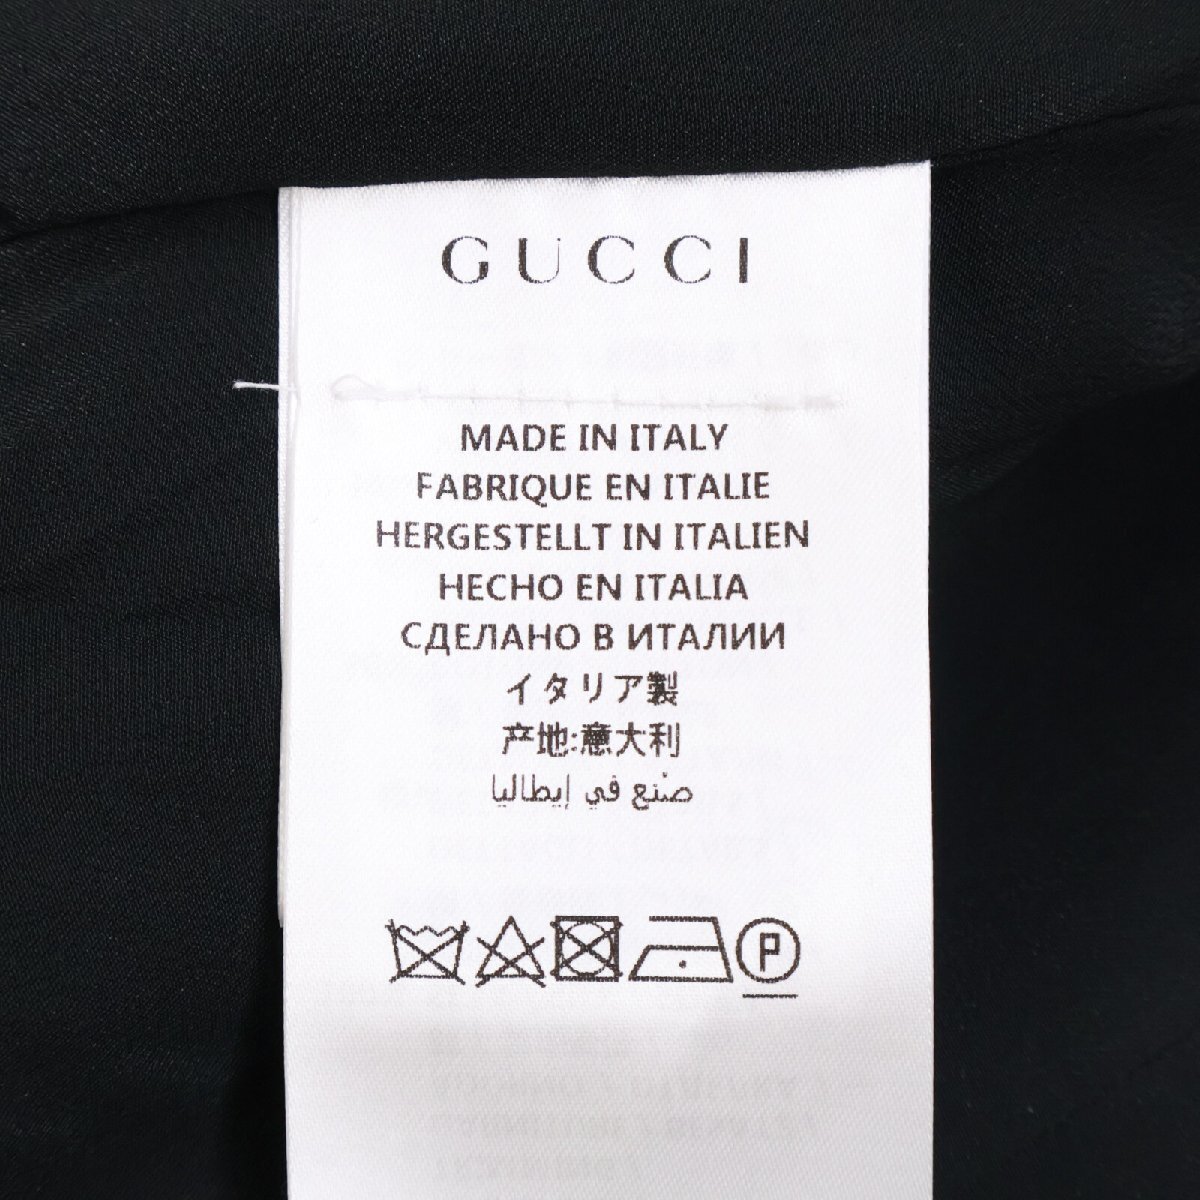 GUCCI
MADE IN ITALY
FABRIQUE EN ITALIE
HERGESTELLT IN ITALIEN
HECHO EN ITALIA
СДЕЛАНО В ИТАЛИИ
イタリア製
产地:意大利
صنع في إيطاليا
P